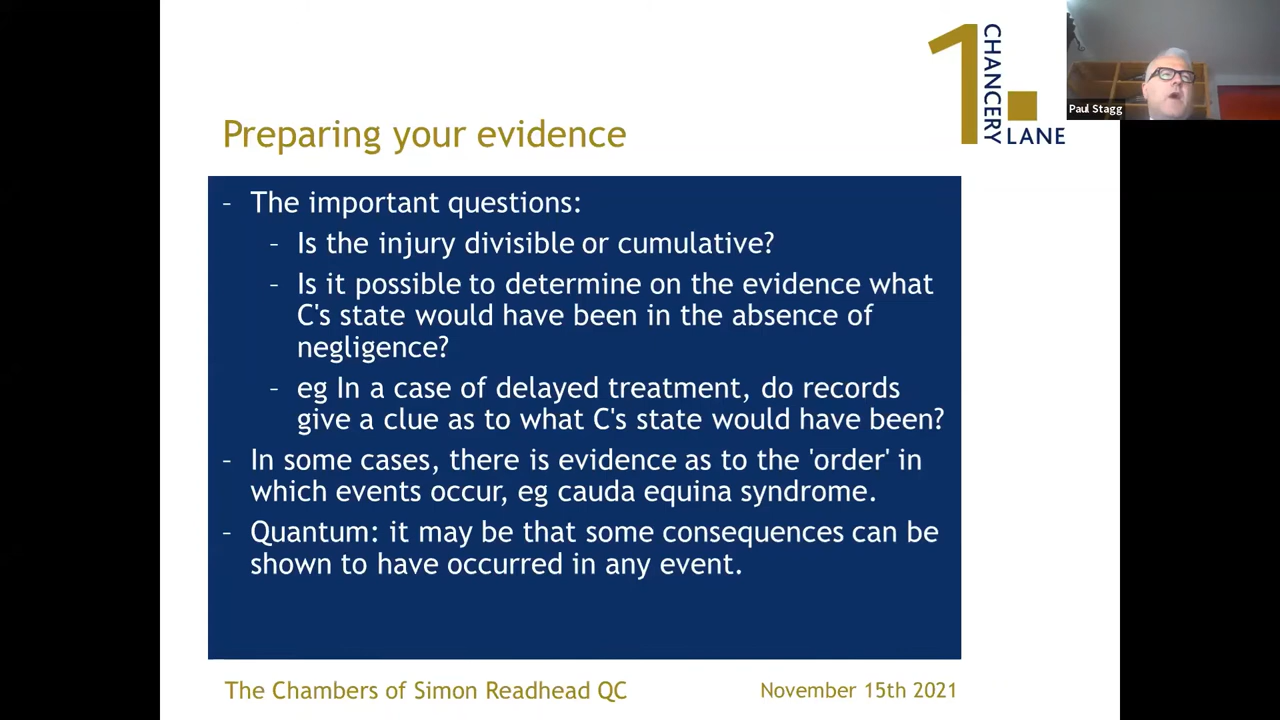 1 CHANCERY LANE
Paul Stagg
Preparing your evidence
- The important questions:
- Is the injury divisible or cumulative?
- Is it possible to determine on the evidence what
C's state would have been in the absence of
negligence?
- eg In a case of delayed treatment, do records
give a clue as to what C's state would have been?
- In some cases, there is evidence as to the 'order' in
which events occur, eg cauda equina syndrome.
- Quantum: it may be that some consequences can be
shown to have occurred in any event.
The Chambers of Simon Readhead QC
November 15th 2021